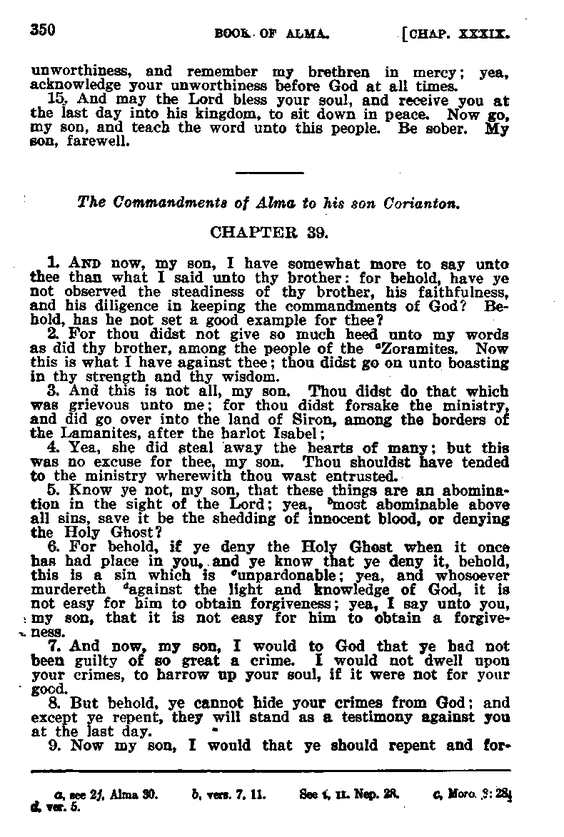 350 BOOK OF ALMA. [CHAP. XXXIX.
unworthiness, and remember my brethren in mercy; yea,
acknowledge your unworthiness before God at all times.
15. And may the Lord bless your soul, and receive you at
the last day into his kingdom, to sit down in peace. Now go,
my son, and teach the word unto this people. Be sober. My
son, farewell.
The Commandments of Alma to his son Corianton.
CHAPTER 39.
1. AND now, my son, I have somewhat more to say unto
thee than what I said unto thy brother: for behold, have ye
not observed the steadiness of thy brother, his faithfulness,
and his diligence in keeping the commandments of God? Be-
hold, has he not set a good example for thee?
2. For thou didst not give so much heed unto my words
as did thy brother, among the people of the ᵃZoramites. Now
this is what I have against thee; thou didst go on unto boasting
in thy strength and thy wisdom.
3. And this is not all, my son. Thou didst do that which
was grievous unto me; for thou didst forsake the ministry,
and did go over into the land of Siron, among the borders of
the Lamanites, after the harlot Isabel;
4. Yea, she did steal away the hearts of many; but this
was no excuse for thee, my son. Thou shouldst have tended
to the ministry wherewith thou wast entrusted.
5. Know ye not, my son, that these things are an abomina-
tion in the sight of the Lord; yea, ᵇmost abominable above
all sins, save it be the shedding of innocent blood, or denying
the Holy Ghost?
6. For behold, if ye deny the Holy Ghost when it once
has had place in you, and ye know that ye deny it, behold,
this is a sin which is ᶜunpardonable; yea, and whosoever
murdereth ᵈagainst the light and knowledge of God, it is
not easy for him to obtain forgiveness; yea, I say unto you,
my son, that it is not easy for him to obtain a forgive-
ness.
7. And now, my son, I would to God that ye had not
been guilty of so great a crime. I would not dwell upon
your crimes, to harrow up your soul, if it were not for your
good.
8. But behold, ye cannot hide your crimes from God; and
except ye repent, they will stand as a testimony against you
at the last day.
9. Now my son, I would that ye should repent and for-
a, see 2f, Alma 30. b, vers. 7, 11. See t, II. Nep. 28. c, Moro. 8:28;
d, ver. 5.